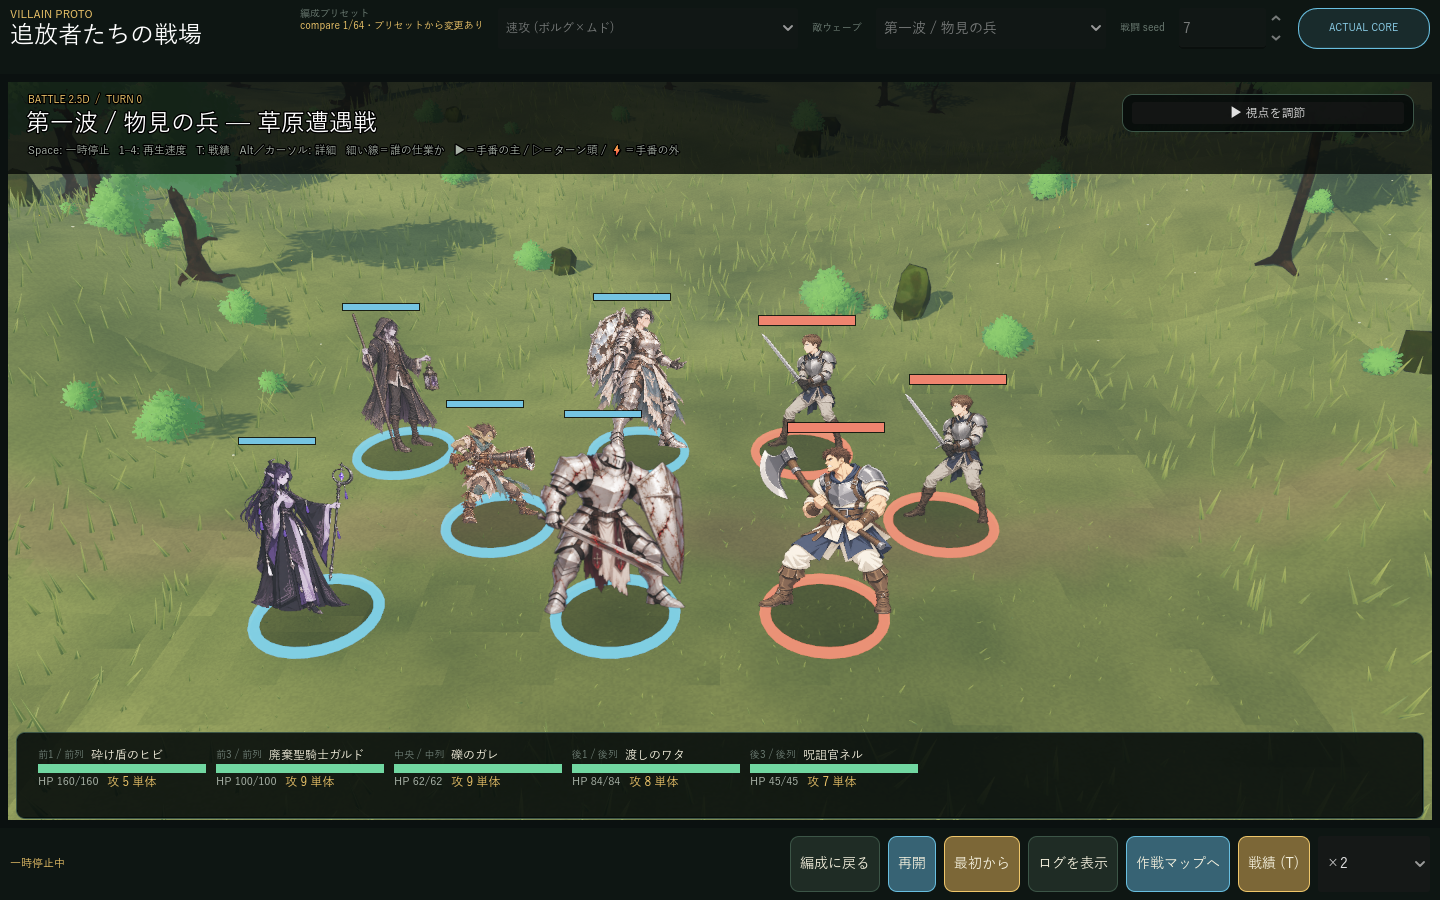 VILLAIN PROTO
追放者たちの戦場
編成プリセット
compare 1/64・プリセットから変更あり
速攻 (ボルグ×ムド)
敵ウェーブ
第一波 / 物見の兵
戦闘 seed
7
ACTUAL CORE
BATTLE 2.5D / TURN 0
第一波 / 物見の兵 — 草原遭遇戦
Space: 一時停止 1–4: 再生速度 T: 戦績 Alt／カーソル: 詳細 細い線＝誰の仕業か ▶＝手番の主 / ▷＝ターン頭 / ⚡＝手番の外
▶ 視点を調節
前1 / 前列 砕け盾のヒビ
HP 160/160 攻 5 単体
前3 / 前列 廃棄聖騎士ガルド
HP 100/100 攻 9 単体
中央 / 中列 礫のガレ
HP 62/62 攻 9 単体
後1 / 後列 渡しのワタ
HP 84/84 攻 8 単体
後3 / 後列 呪詛官ネル
HP 45/45 攻 7 単体
一時停止中
編成に戻る
再開
最初から
ログを表示
作戦マップへ
戦績 (T)
×2